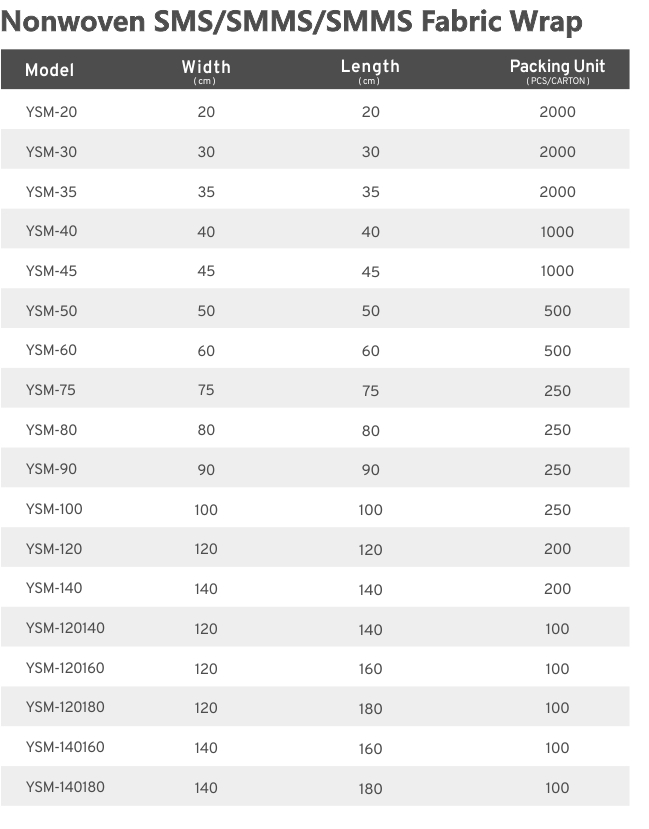 Nonwoven SMS/SMMS/SMMS Fabric Wrap
Model Width Length Packing Unit
(cm) (cm) (PCS/CARTON)
YSM-20 20 20 2000
YSM-30 30 30 2000
YSM-35 35 35 2000
YSM-40 40 40 1000
YSM-45 45 45 1000
YSM-50 50 50 500
YSM-60 60 60 500
YSM-75 75 75 250
YSM-80 80 80 250
YSM-90 90 90 250
YSM-100 100 100 250
YSM-120 120 120 200
YSM-140 140 140 200
YSM-120140 120 140 100
YSM-120160 120 160 100
YSM-120180 120 180 100
YSM-140160 140 160 100
YSM-140180 140 180 100